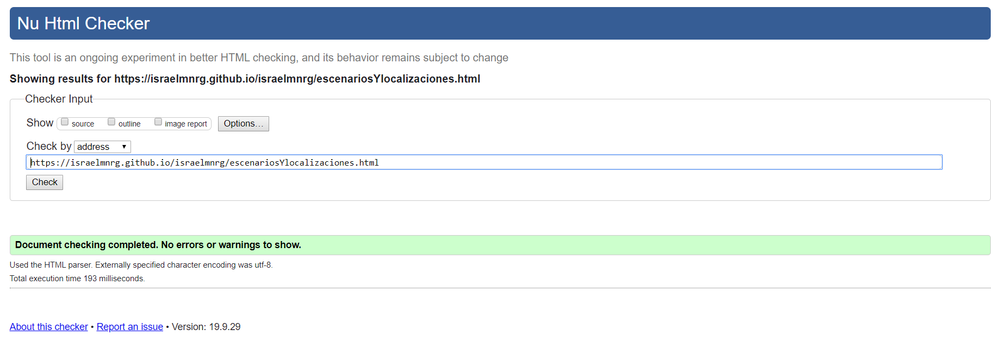 Nu Html Checker
This tool is an ongoing experiment in better HTML checking, and its behavior remains subject to change
Showing results for https://israelmnrg.github.io/israelmnrg/escenariosYlocalizaciones.html
Checker Input
Show source outline image report Options...
Check by address
https://israelmnrg.github.io/israelmnrg/escenariosYlocalizaciones.html
Check
Document checking completed. No errors or warnings to show.
Used the HTML parser. Externally specified character encoding was utf-8.
Total execution time 193 milliseconds.
About this checker • Report an issue • Version: 19.9.29